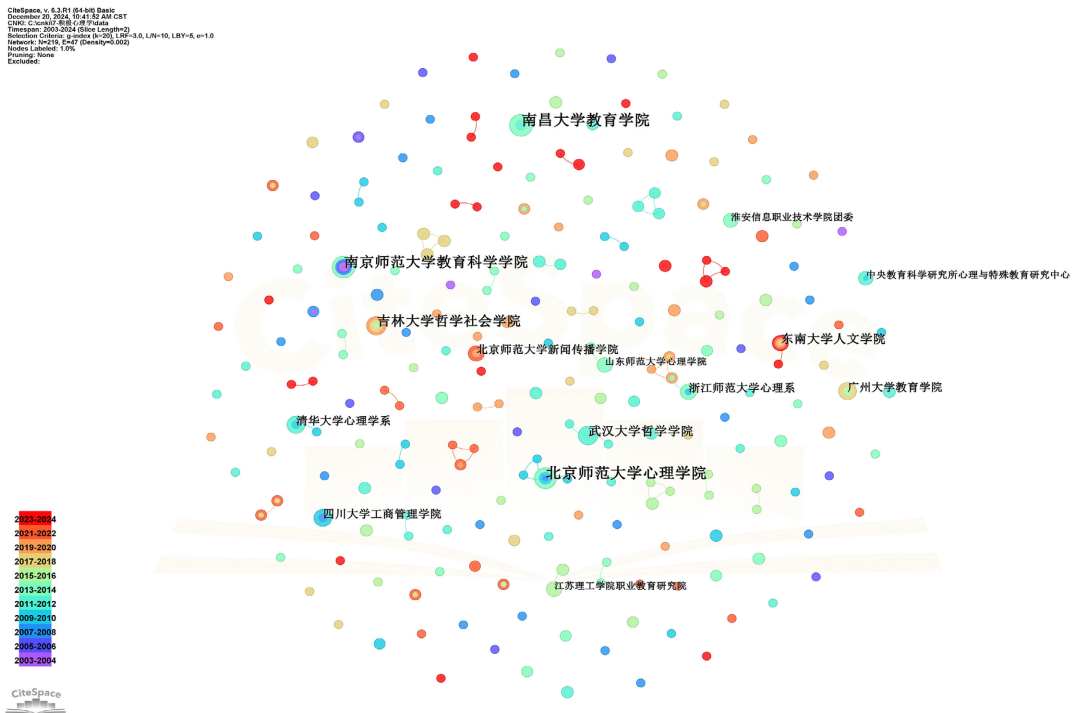 CiteSpace, v. 6.3.R1 (64-bit) Basic
December 20, 2024, 10:41:52 AM CST
CNKI: C:\cnki\7-积极心理学\data
Timespan: 2003-2024 (Slice Length=2)
Selection Criteria: g-index (k=20), LRF=3.0, L/N=10, LBY=5, e=1.0
Network: N=219, E=47 (Density=0.002)
Nodes Labeled: 1.0%
Pruning: None
Excluded:
南昌大学教育学院
淮安信息职业技术学院团委
南京师范大学教育科学学院
中央教育科学研究所心理与特殊教育研究中心
CiteSpace
吉林大学哲学社会学院
东南大学人文学院
北京师范大学新闻传播学院
山东师范大学心理学院
浙江师范大学心理系
广州大学教育学院
清华大学心理学系
武汉大学哲学学院
北京师范大学心理学院
四川大学工商管理学院
江苏理工学院职业教育研究院
2023-2024
2021-2022
2019-2020
2017-2018
2015-2016
2013-2014
2011-2012
2009-2010
2007-2008
2005-2006
2003-2004
CiteSpace